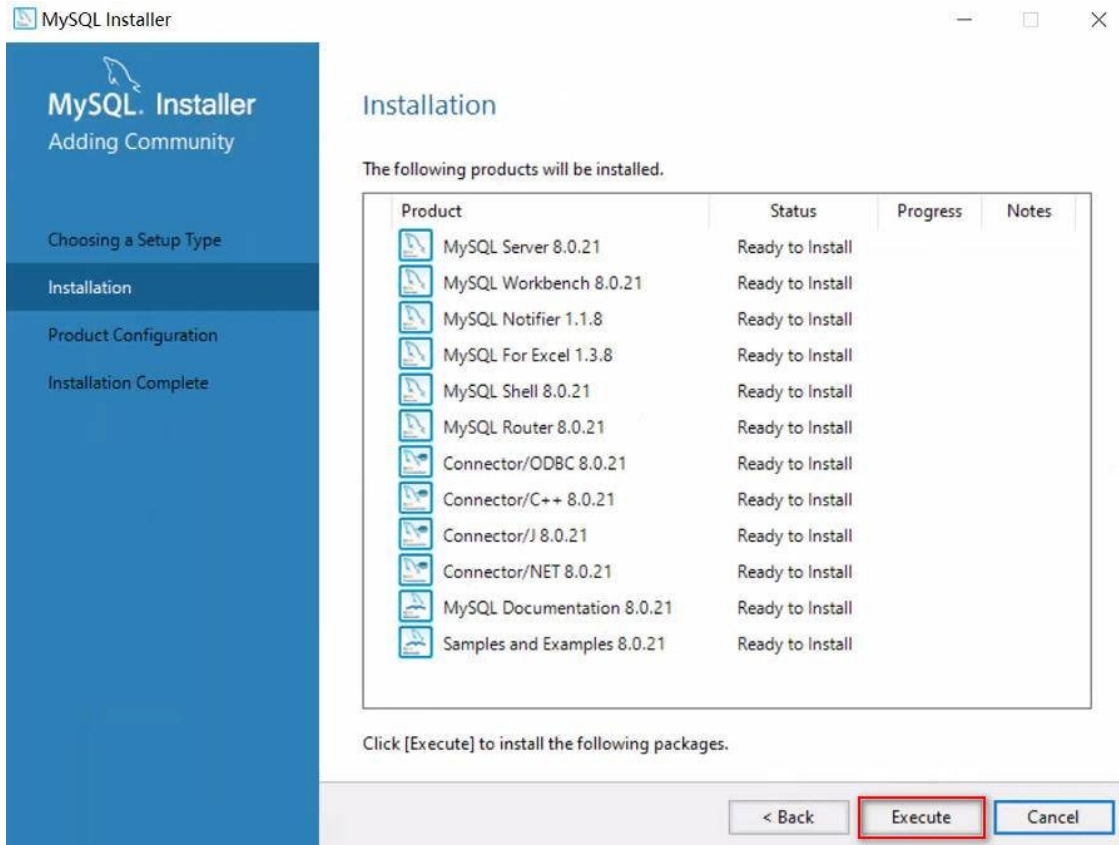 MySQL Installer
MySQL. Installer
Adding Community
Choosing a Setup Type
Installation
Product Configuration
Installation Complete
Installation
The following products will be installed.
Product Status Progress Notes
MySQL Server 8.0.21 Ready to Install
MySQL Workbench 8.0.21 Ready to Install
MySQL Notifier 1.1.8 Ready to Install
MySQL For Excel 1.3.8 Ready to Install
MySQL Shell 8.0.21 Ready to Install
MySQL Router 8.0.21 Ready to Install
Connector/ODBC 8.0.21 Ready to Install
Connector/C++ 8.0.21 Ready to Install
Connector/J 8.0.21 Ready to Install
Connector/NET 8.0.21 Ready to Install
MySQL Documentation 8.0.21 Ready to Install
Samples and Examples 8.0.21 Ready to Install
Click [Execute] to install the following packages.
< Back Execute Cancel